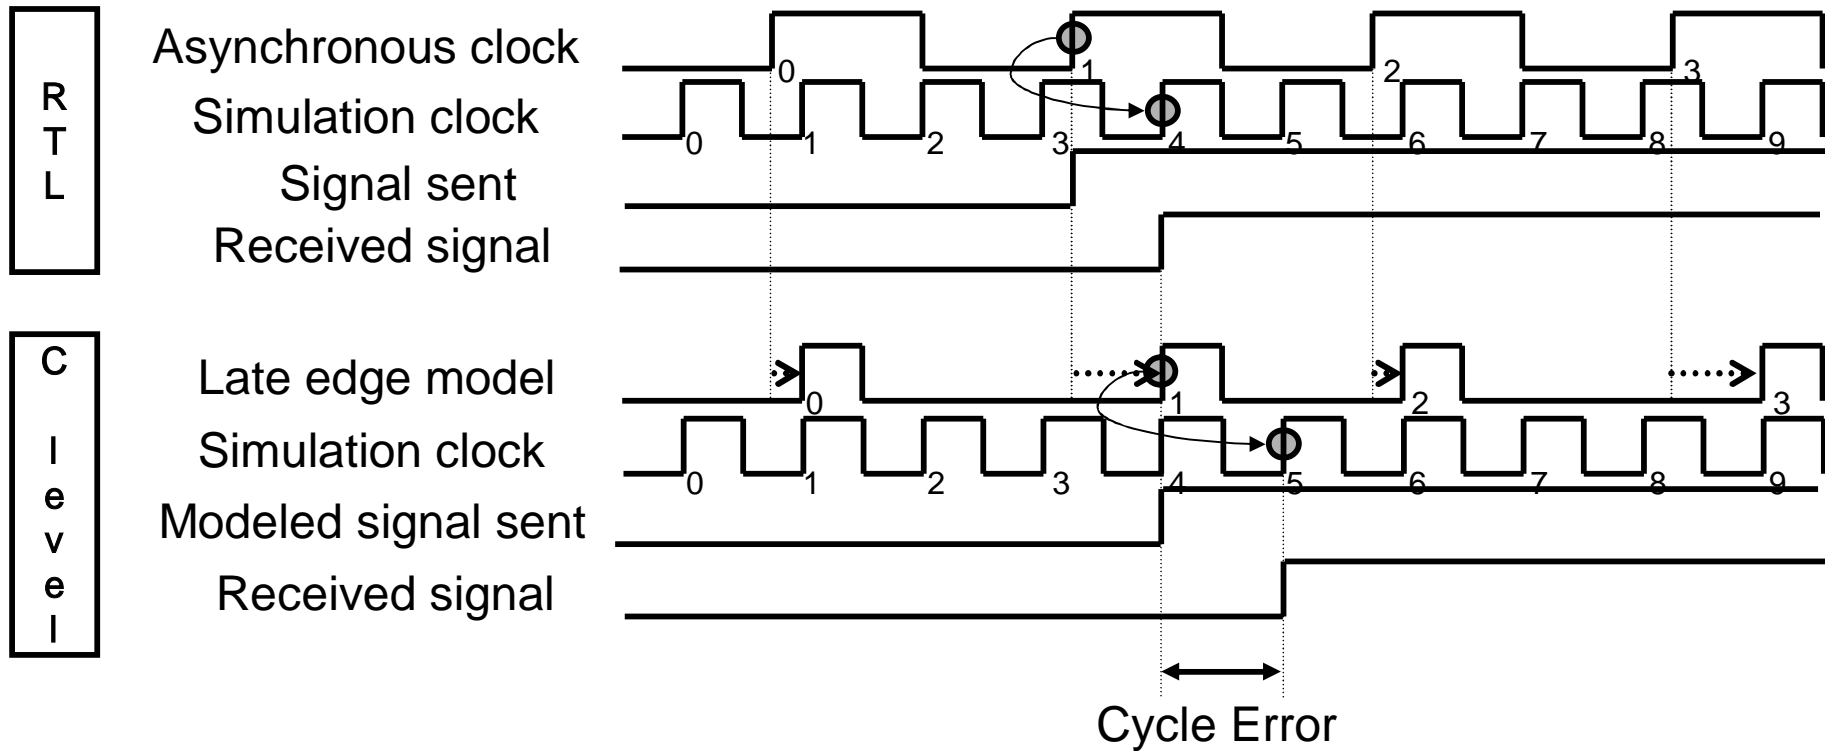 RTL
Asynchronous clock
0 1 2 3
Simulation clock
0 1 2 3 4 5 6 7 8 9
Signal sent
Received signal
C level
Late edge model
0 1 2 3
Simulation clock
0 1 2 3 4 5 6 7 8 9
Modeled signal sent
Received signal
Cycle Error